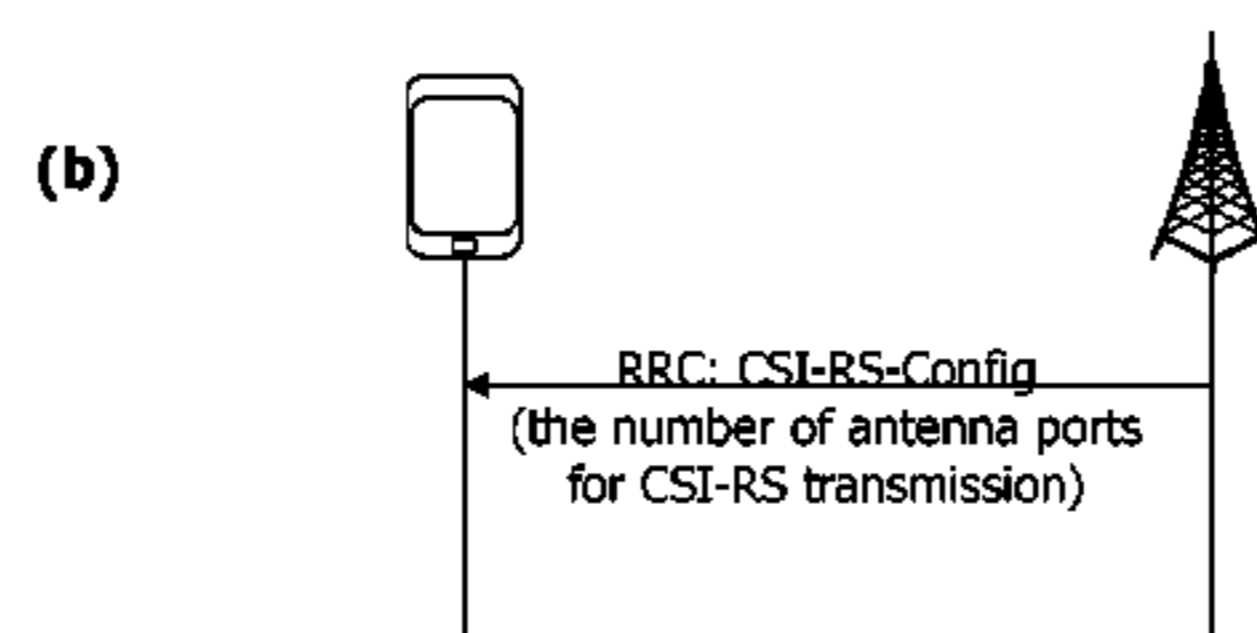 (b)
RRC: CSI-RS-Config
(the number of antenna ports
for CSI-RS transmission)